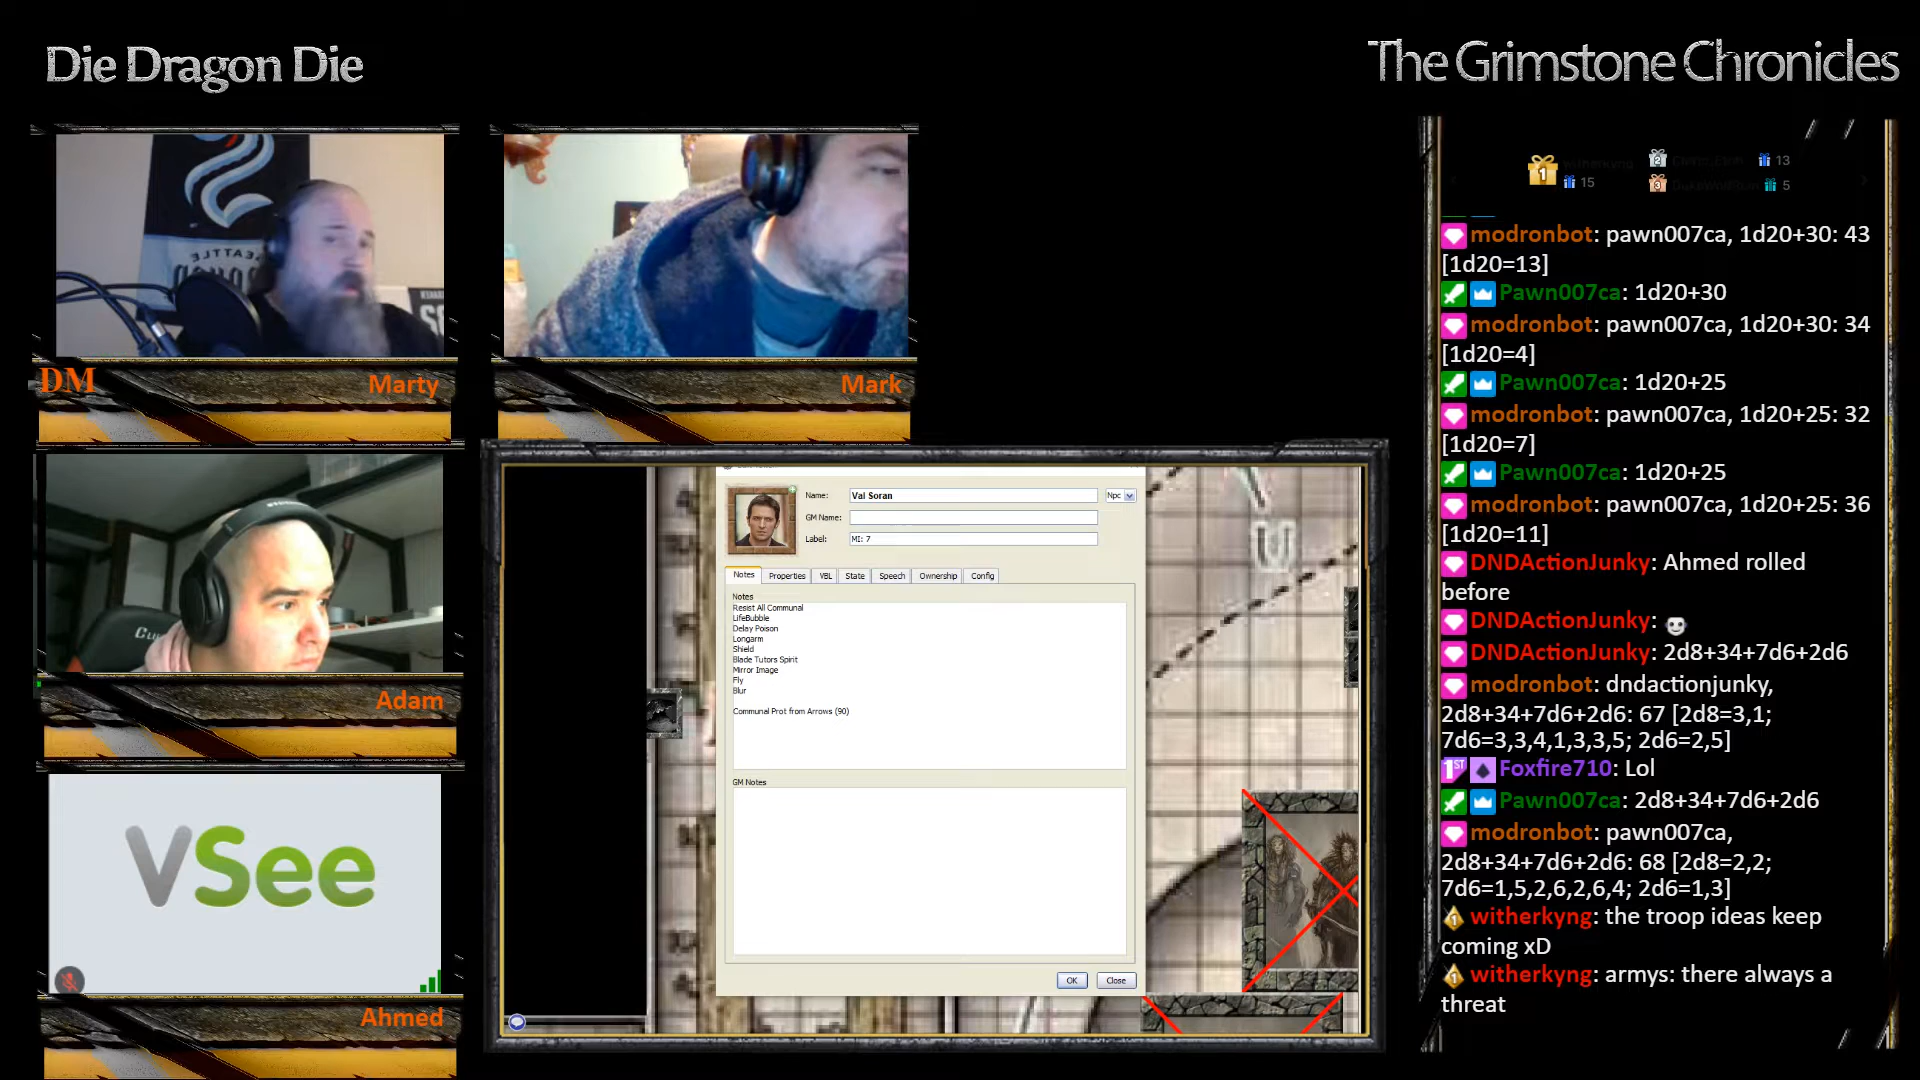 Die Dragon Die
The Grimstone Chronicles
DM
Marty
Mark
Adam
VSee
Ahmed
SEATTLE
Name: Val Soran Npc
GM Name:
Label: MI: 7
Notes Properties VBL State Speech Ownership Config
Notes
Resist All Communal
LifeBubble
Delay Poison
Longarm
Shield
Blade Tutors Spirit
Mirror Image
Fly
Blur
Communal Prot from Arrows (90)
GM Notes
OK Close
1 witherkyng 15
2 13
3 5
modronbot: pawn007ca, 1d20+30: 43
[1d20=13]
Pawn007ca: 1d20+30
modronbot: pawn007ca, 1d20+30: 34
[1d20=4]
Pawn007ca: 1d20+25
modronbot: pawn007ca, 1d20+25: 32
[1d20=7]
Pawn007ca: 1d20+25
modronbot: pawn007ca, 1d20+25: 36
[1d20=11]
DNDActionJunky: Ahmed rolled
before
DNDActionJunky:
DNDActionJunky: 2d8+34+7d6+2d6
modronbot: dndactionjunky,
2d8+34+7d6+2d6: 67 [2d8=3,1;
7d6=3,3,4,1,3,3,5; 2d6=2,5]
1ST Foxfire710: Lol
Pawn007ca: 2d8+34+7d6+2d6
modronbot: pawn007ca,
2d8+34+7d6+2d6: 68 [2d8=2,2;
7d6=1,5,2,6,2,6,4; 2d6=1,3]
witherkyng: the troop ideas keep
coming xD
witherkyng: armys: there always a
threat